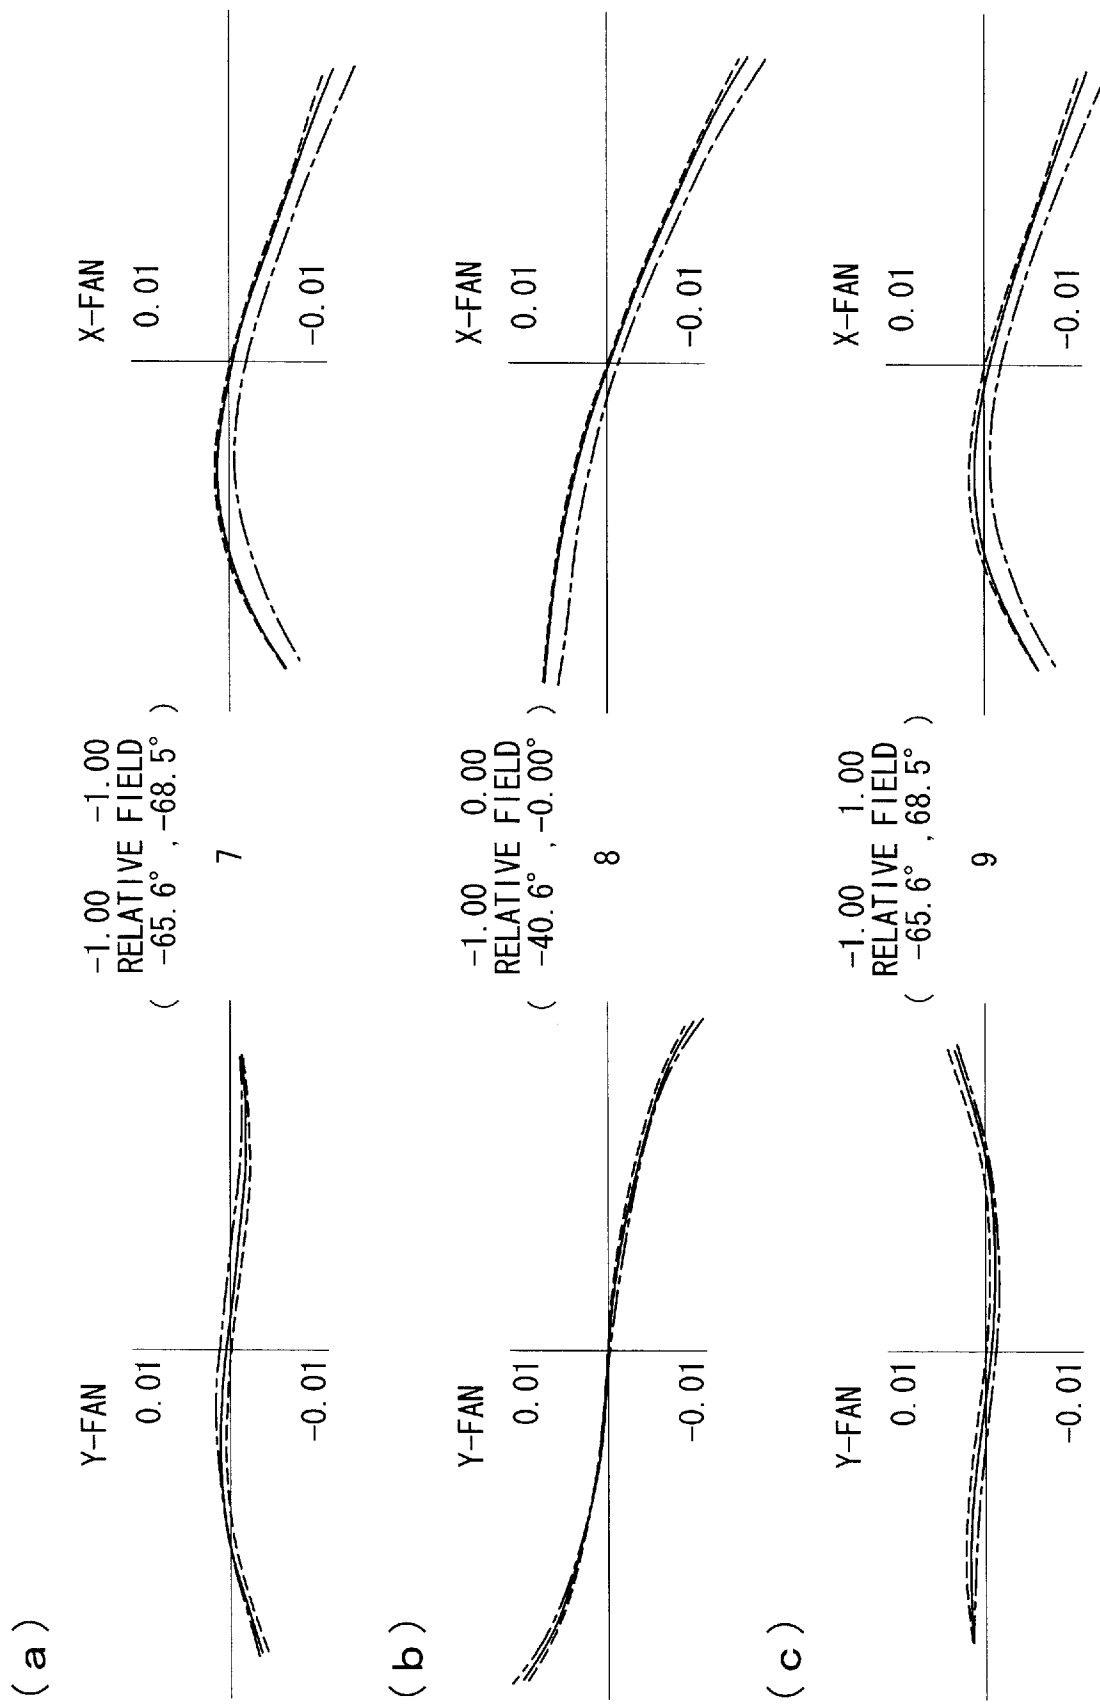 (a)
Y-FAN
0.01
-0.01
-1.00 -1.00
RELATIVE FIELD
( -65.6° , -68.5° )
7
X-FAN
0.01
-0.01
(b)
Y-FAN
0.01
-0.01
-1.00 0.00
RELATIVE FIELD
( -40.6° , -0.00° )
8
X-FAN
0.01
-0.01
(c)
Y-FAN
0.01
-0.01
-1.00 1.00
RELATIVE FIELD
( -65.6° , 68.5° )
9
X-FAN
0.01
-0.01